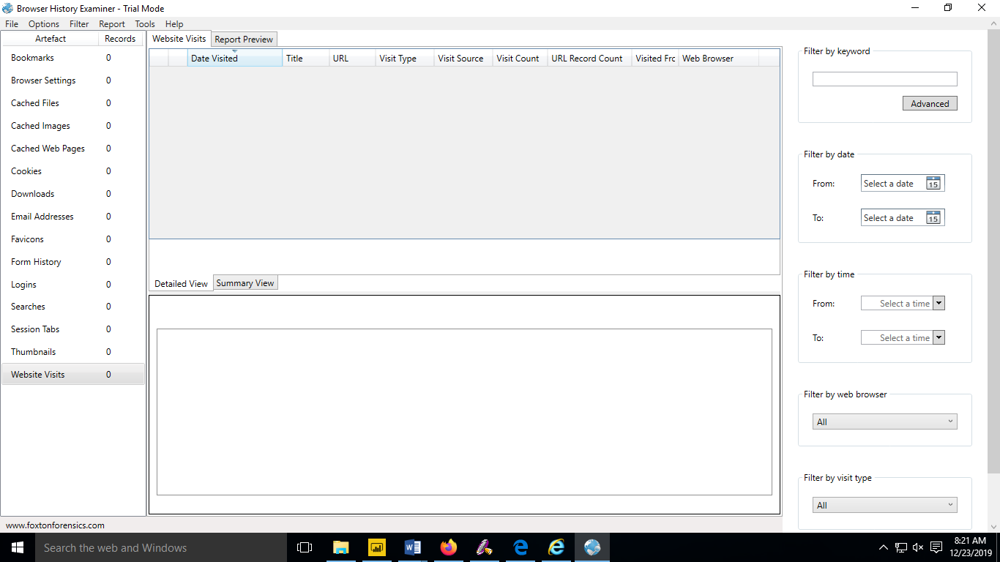 Browser History Examiner - Trial Mode
File Options Filter Report Tools Help
Artefact Records
Bookmarks 0
Browser Settings 0
Cached Files 0
Cached Images 0
Cached Web Pages 0
Cookies 0
Downloads 0
Email Addresses 0
Favicons 0
Form History 0
Logins 0
Searches 0
Session Tabs 0
Thumbnails 0
Website Visits 0
Website Visits Report Preview
Date Visited Title URL Visit Type Visit Source Visit Count URL Record Count Visited Frc Web Browser
Detailed View Summary View
Filter by keyword
Advanced
Filter by date
From: Select a date 15
To: Select a date 15
Filter by time
From: Select a time
To: Select a time
Filter by web browser
All
Filter by visit type
All
www.foxtonforensics.com
Search the web and Windows
8:21 AM
12/23/2019